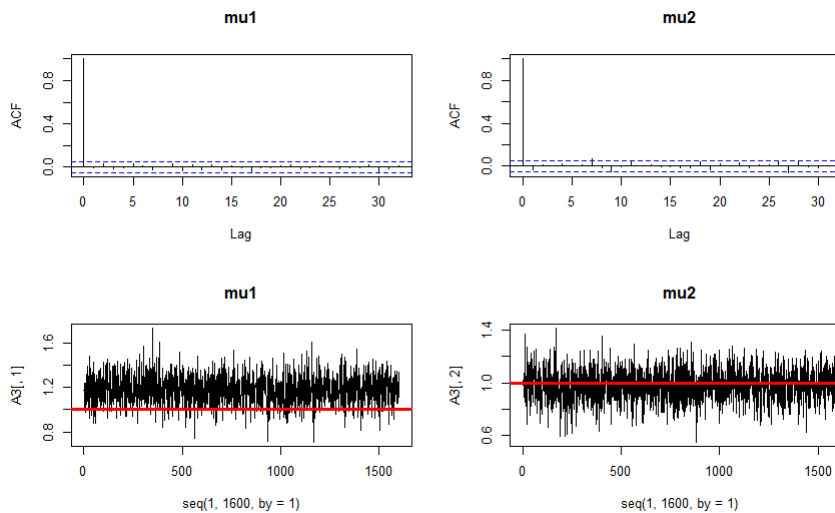 mu1
ACF
0.0 0.4 0.8
0 5 10 15 20 25 30
Lag
mu2
ACF
0.0 0.4 0.8
0 5 10 15 20 25 30
Lag
mu1
A3[, 1]
0.8 1.2 1.6
0 500 1000 1500
seq(1, 1600, by = 1)
mu2
A3[, 2]
0.6 1.0 1.4
0 500 1000 1500
seq(1, 1600, by = 1)